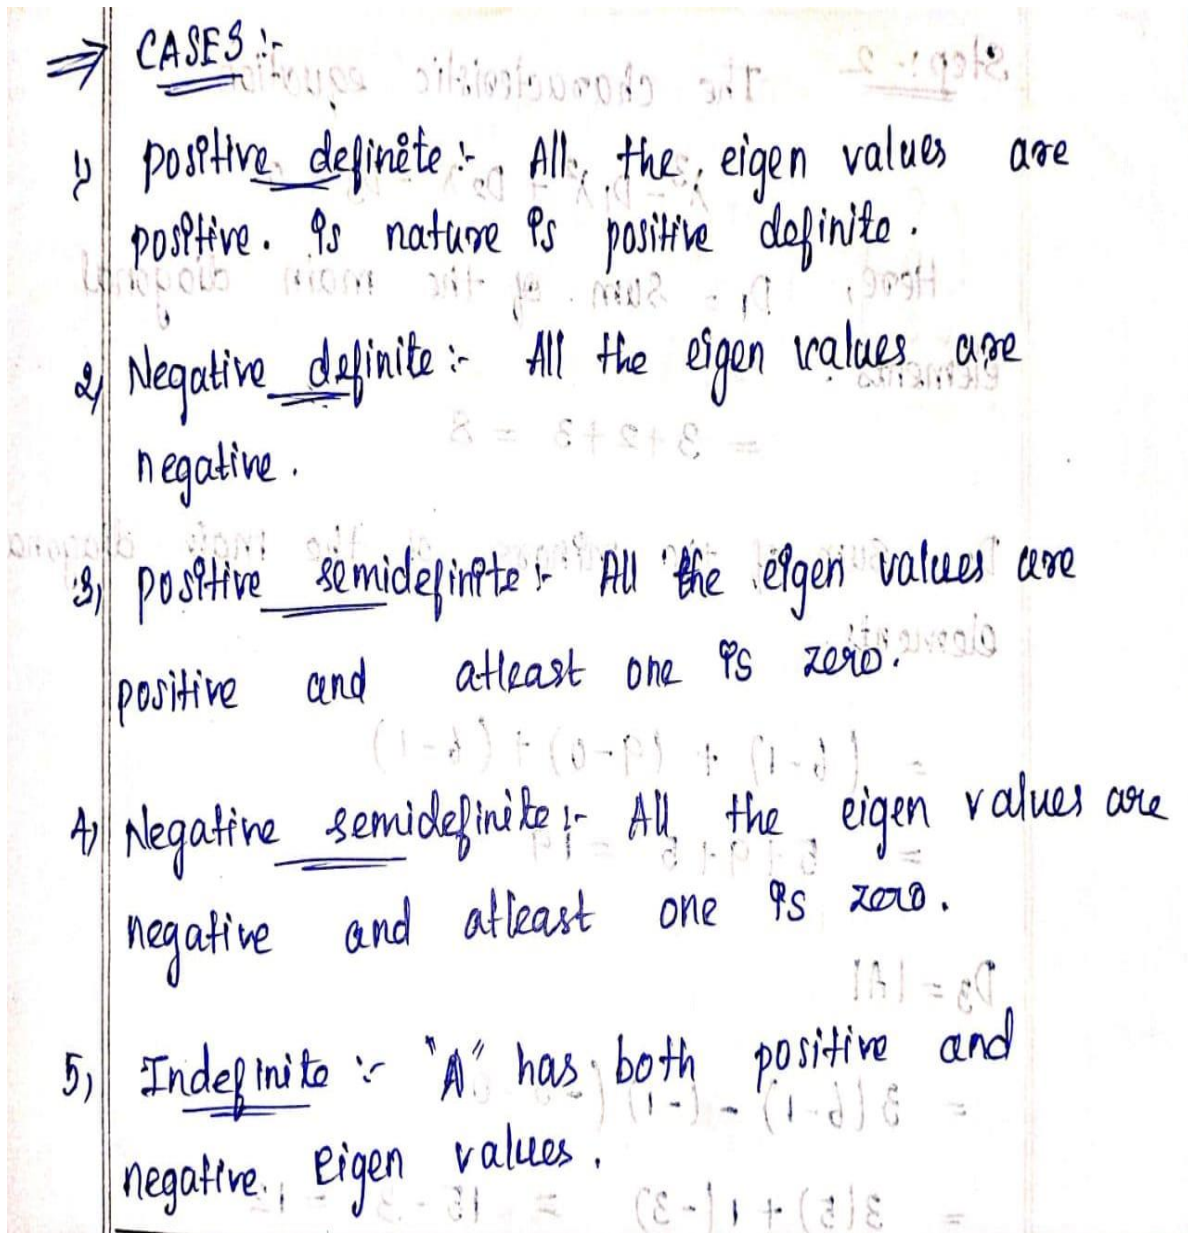 ⇒ CASES :-
1) positive definite :- All the eigen values are
positive. Is nature is positive definite.
2) Negative definite :- All the eigen values are
negative.
3) positive semidefinite :- All the eigen values are
positive and atleast one is zero.
4) Negative semidefinite :- All the eigen values are
negative and atleast one is zero.
5) Indefinite :- "A" has both positive and
negative eigen values.